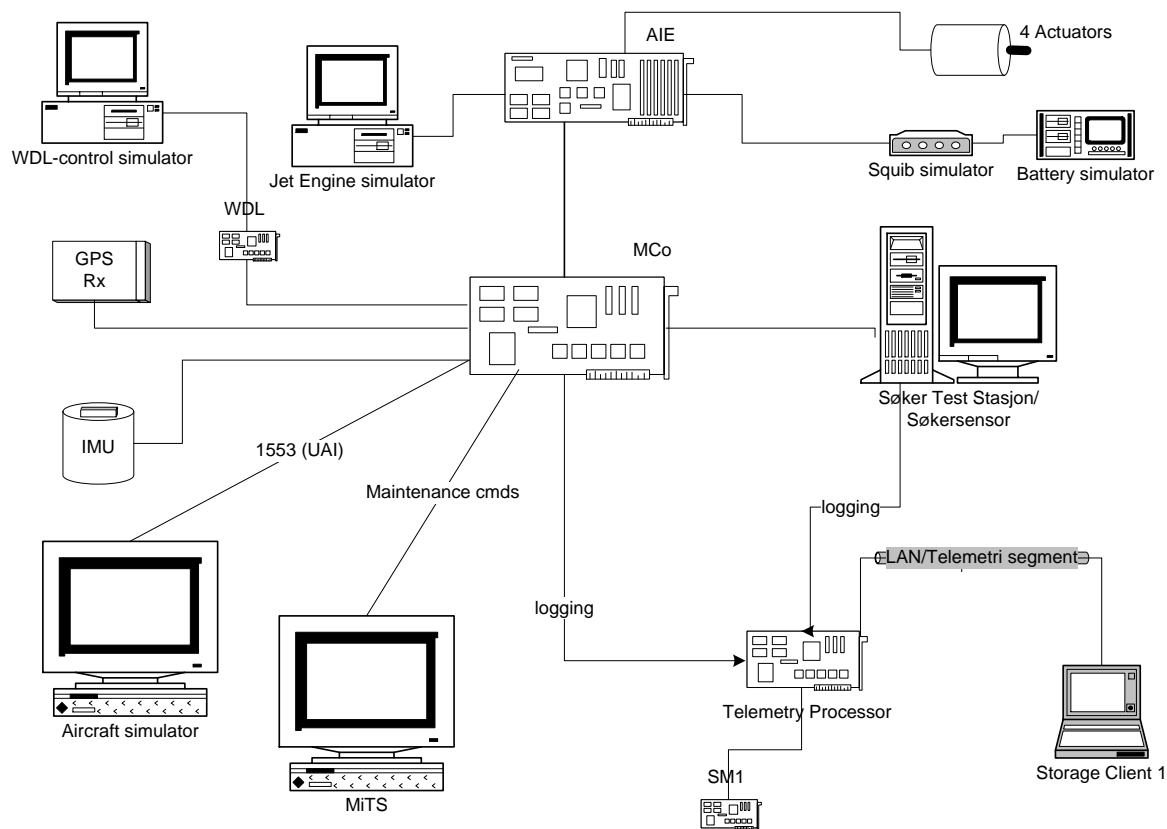 AIE
4 Actuators
WDL-control simulator
Jet Engine simulator
Squib simulator
Battery simulator
WDL
MCo
GPS
Rx
Søker Test Stasjon/
Søkersensor
IMU
1553 (UAI)
Maintenance cmds
logging
LAN/Telemetri segment
logging
Telemetry Processor
Aircraft simulator
SM1
Storage Client 1
MiTS